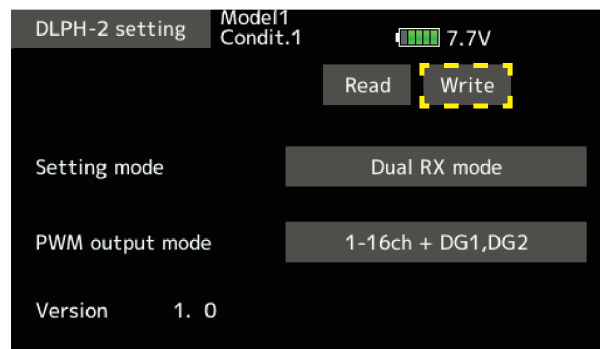 DLPH-2 setting
Model1
Condit.1
7.7V
Read
Write
Setting mode
Dual RX mode
PWM output mode
1-16ch + DG1,DG2
Version 1. 0